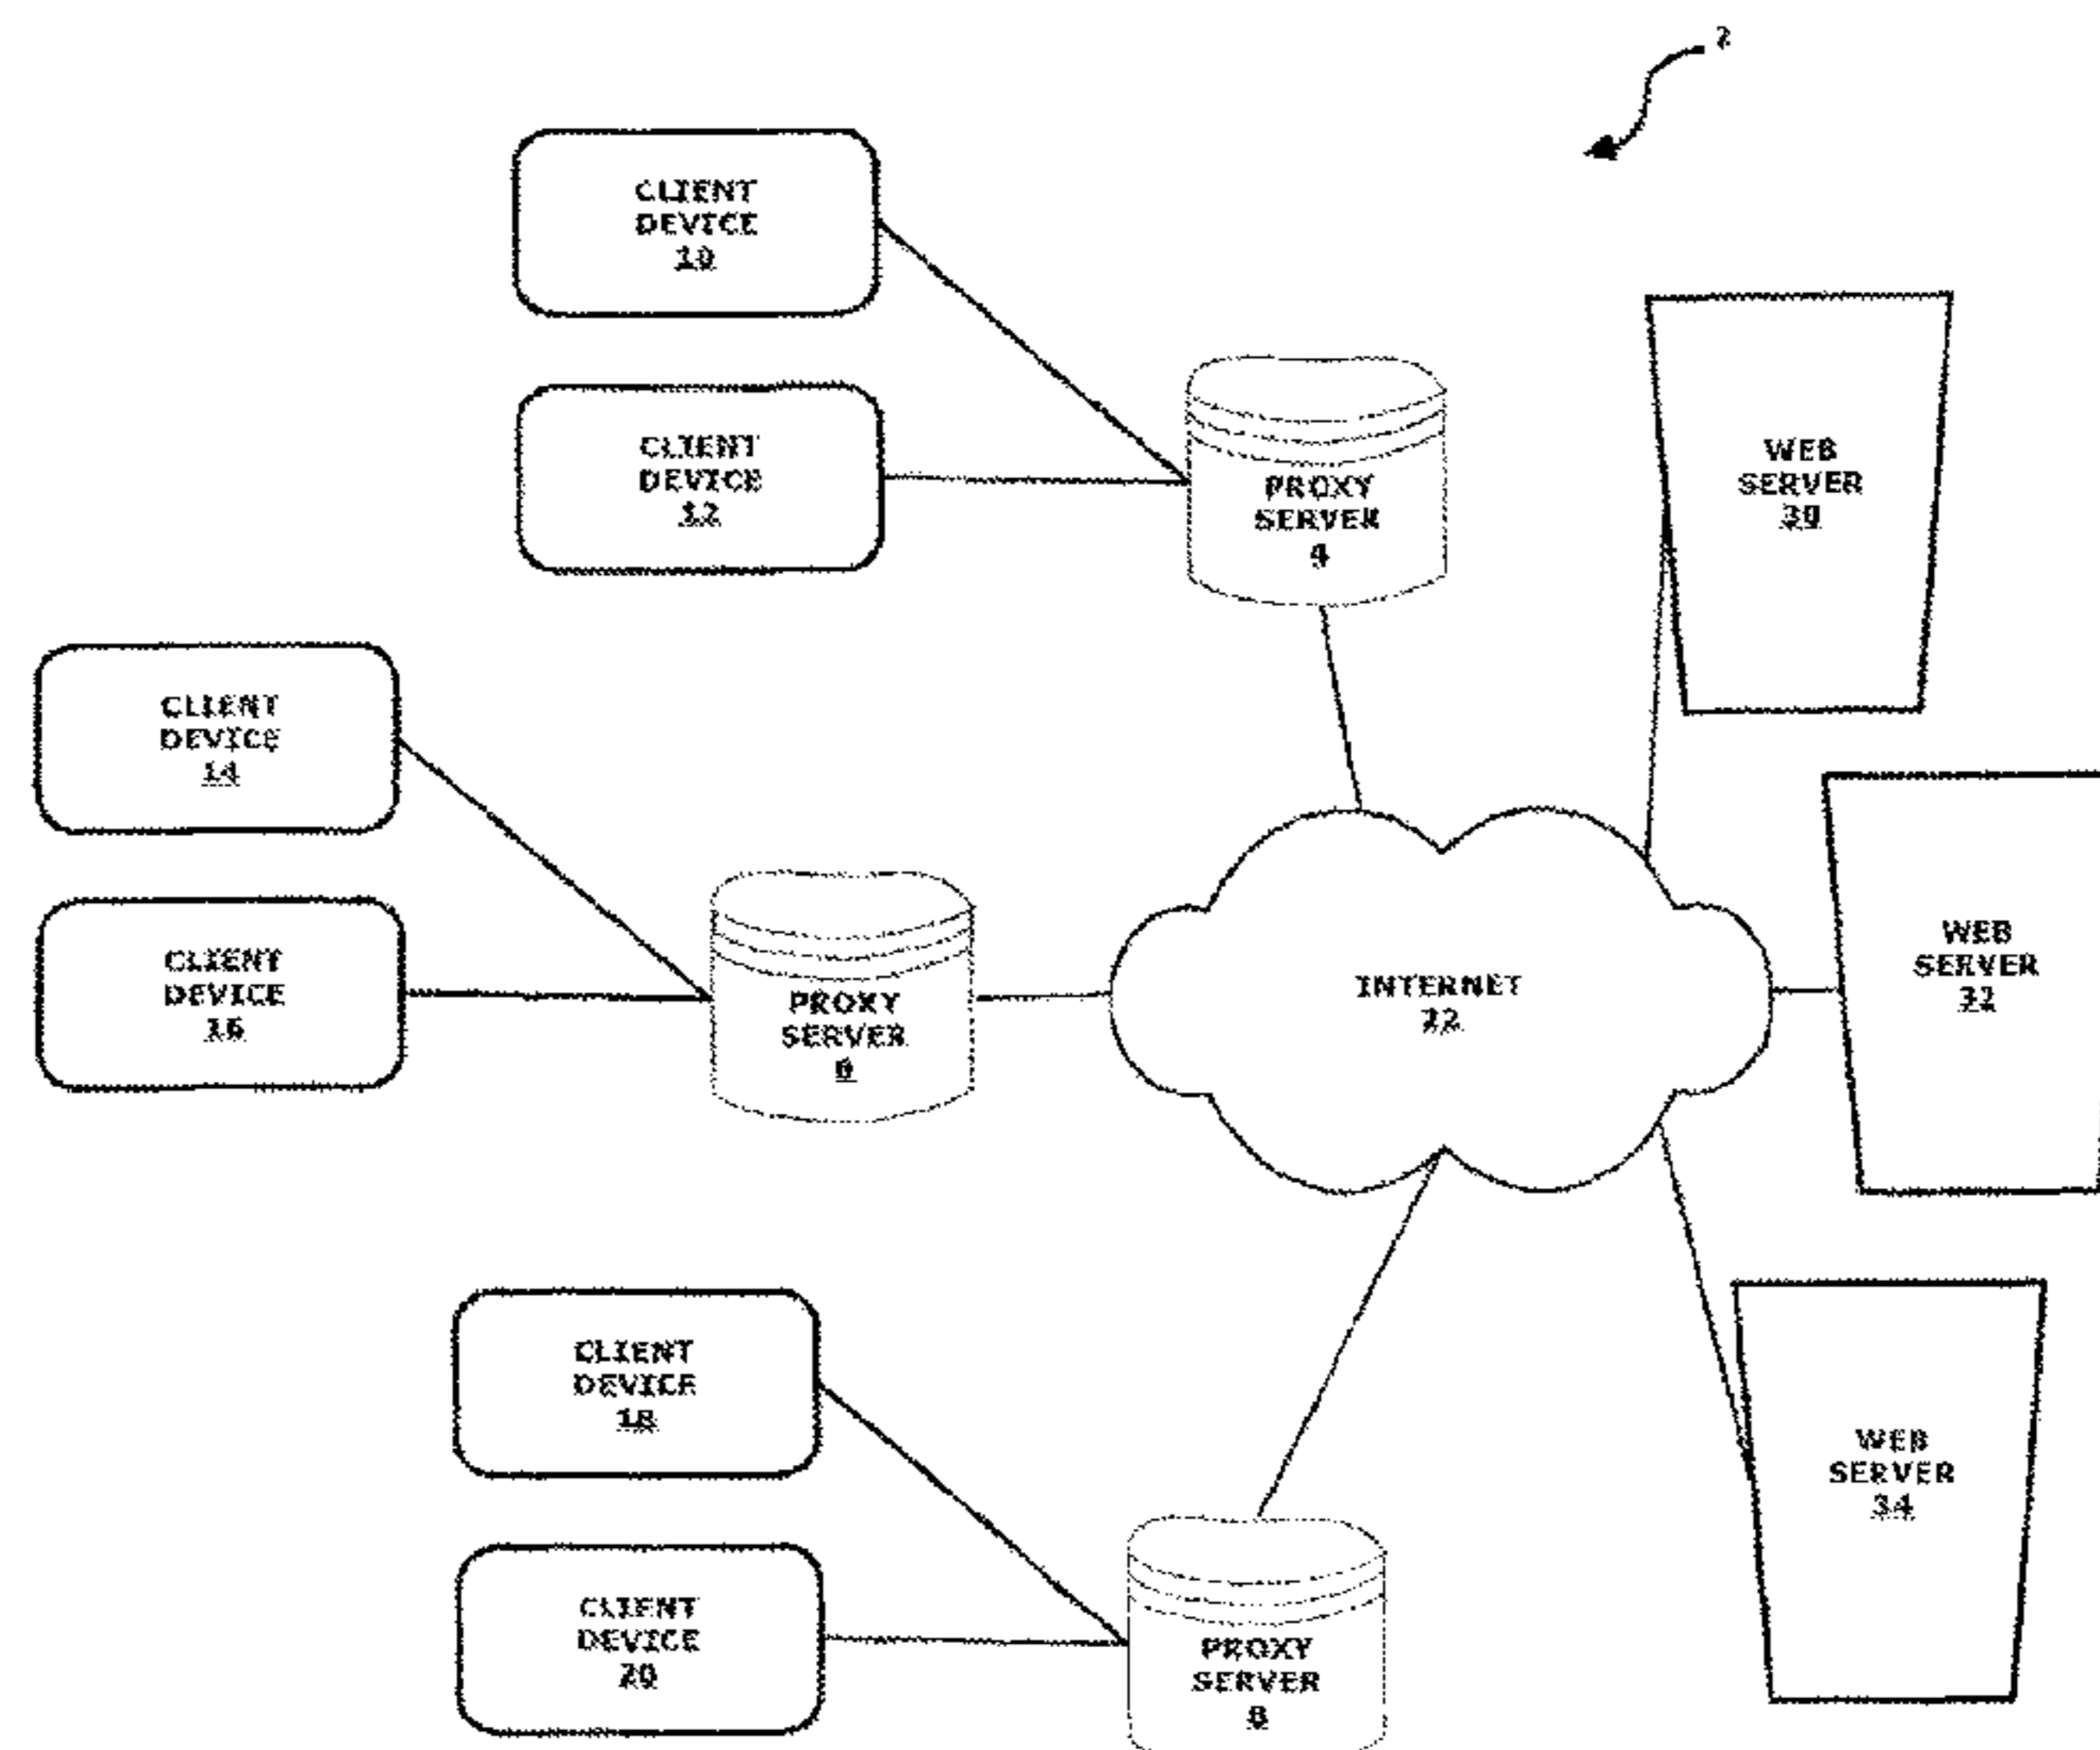 2
CLIENT
DEVICE
10
CLIENT
DEVICE
12
PROXY
SERVER
4
WEB
SERVER
30
CLIENT
DEVICE
14
CLIENT
DEVICE
16
PROXY
SERVER
6
INTERNET
22
WEB
SERVER
32
CLIENT
DEVICE
18
CLIENT
DEVICE
20
PROXY
SERVER
8
WEB
SERVER
34